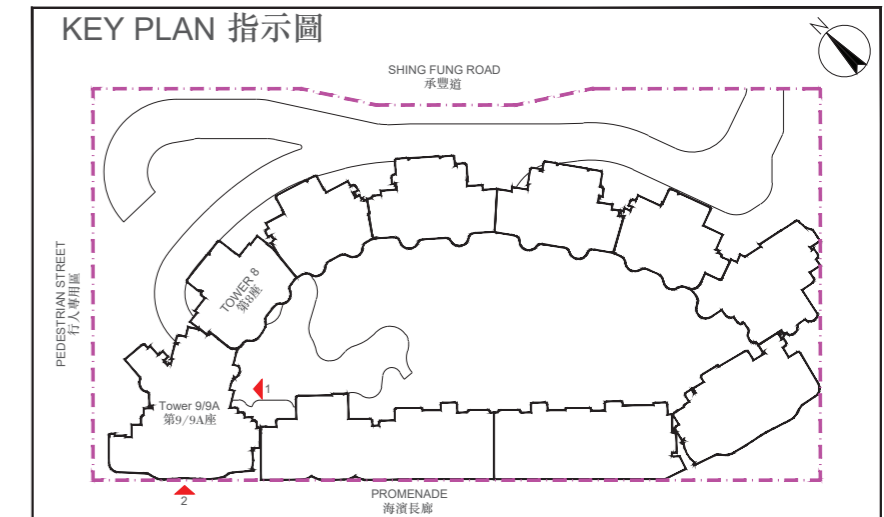 KEY PLAN 指示圖
N
SHING FUNG ROAD
承豐道
PEDESTRIAN STREET
行人專用區
TOWER 8
第8座
1
Tower 9/9A
第9/9A座
2
PROMENADE
海濱長廊